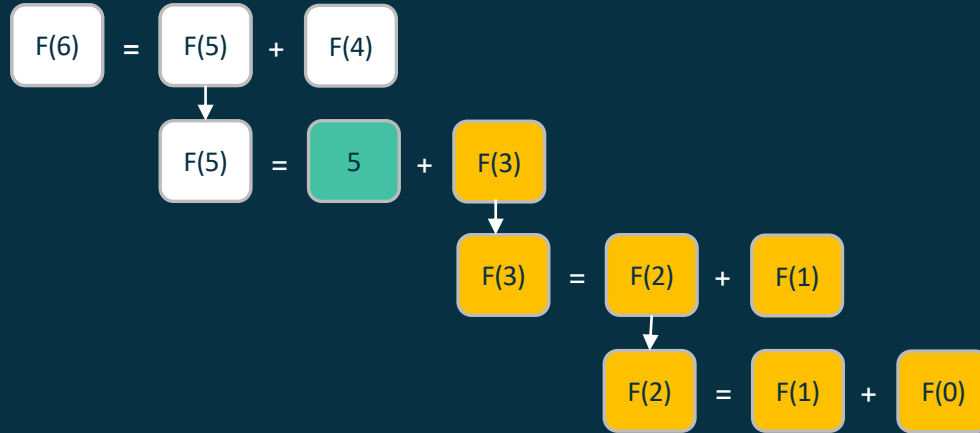 F(6) = F(5) + F(4)
F(5) = 5 + F(3)
F(3) = F(2) + F(1)
F(2) = F(1) + F(0)